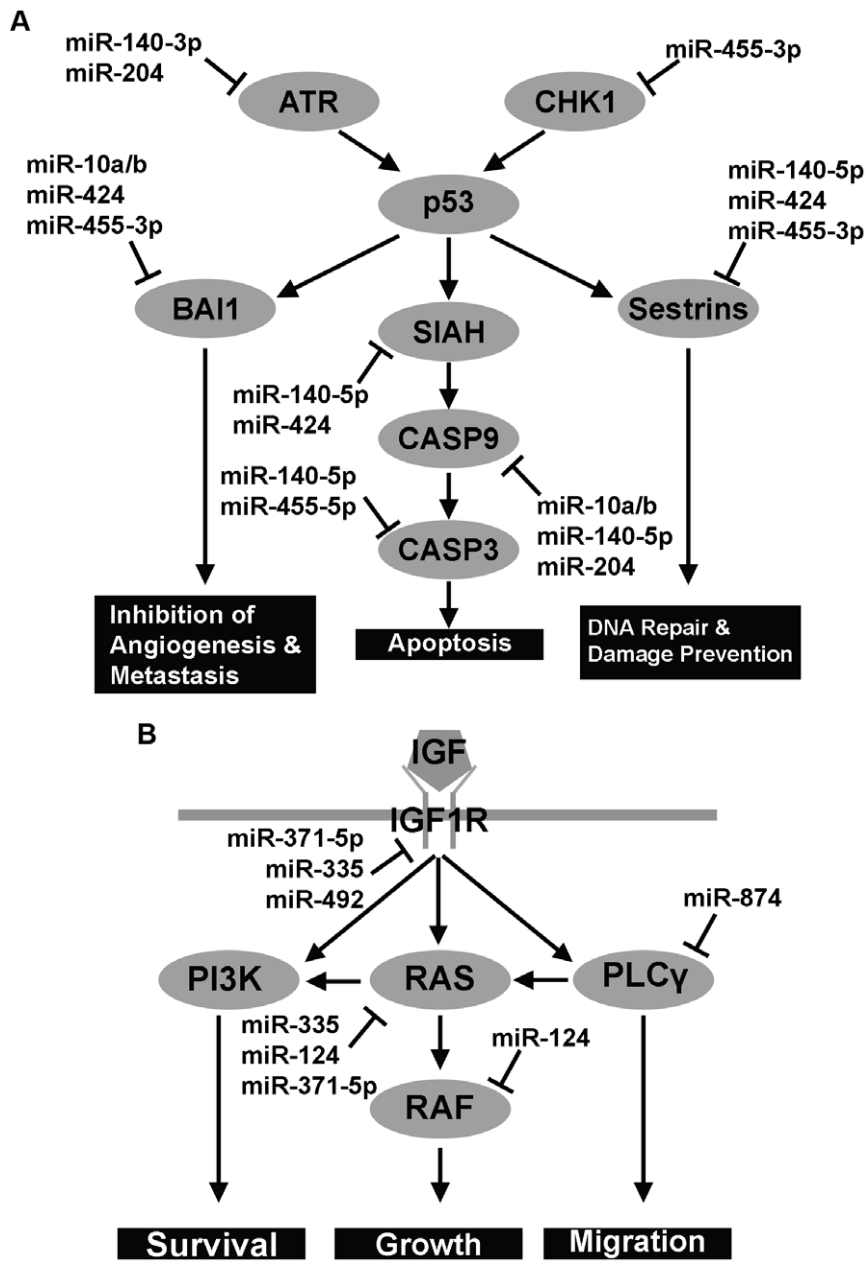 A
miR-140-3p
miR-204
miR-455-3p
ATR
CHK1
miR-10a/b
miR-424
miR-455-3p
p53
miR-140-5p
miR-424
miR-455-3p
BAI1
SIAH
Sestrins
miR-140-5p
miR-424
CASP9
miR-140-5p
miR-455-5p
miR-10a/b
miR-140-5p
miR-204
CASP3
Inhibition of
Angiogenesis &
Metastasis
Apoptosis
DNA Repair &
Damage Prevention
B
IGF
IGF1R
miR-371-5p
miR-335
miR-492
miR-874
PI3K
RAS
PLCγ
miR-335
miR-124
miR-371-5p
miR-124
RAF
Survival
Growth
Migration